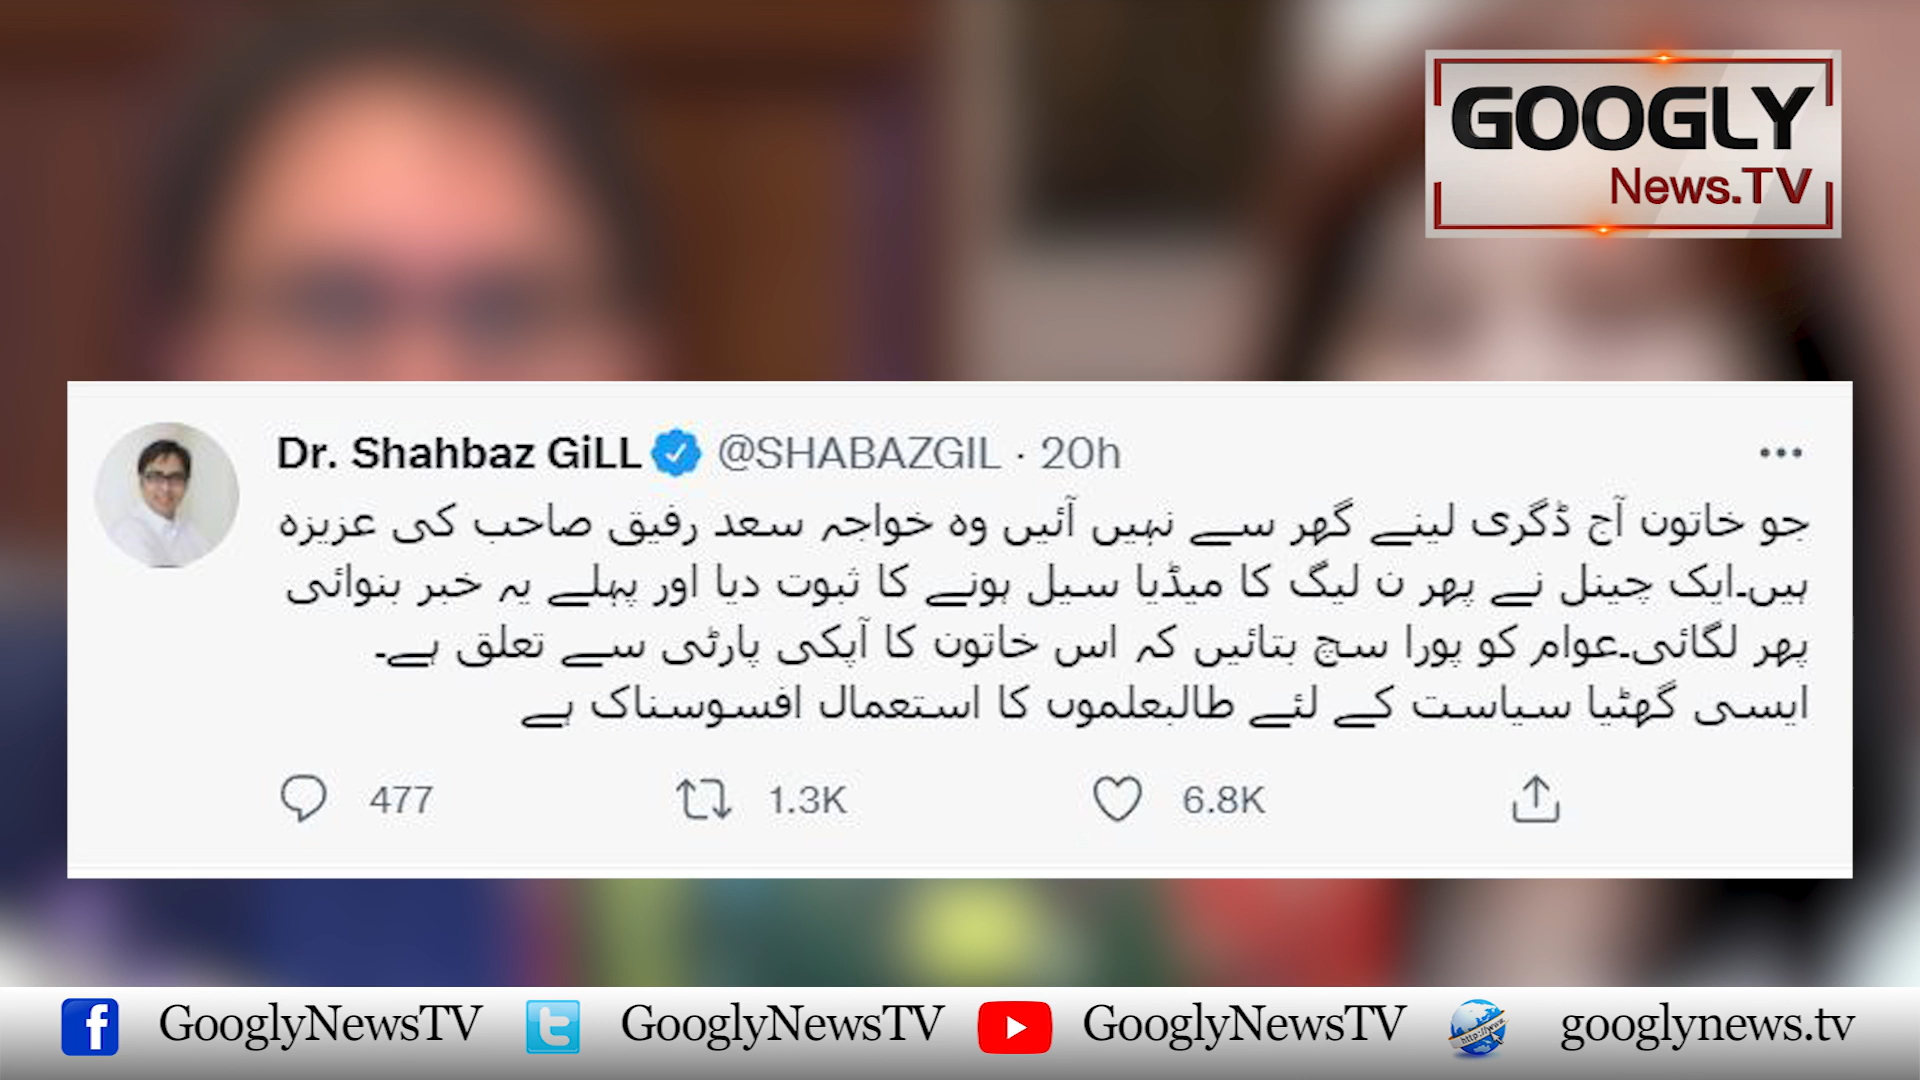 GOOGLY
News.TV
Dr. Shahbaz GiLL @SHABAZGIL · 20h
جو خاتون آج ڈگری لینے گھر سے نہیں آئیں وہ خواجہ سعد رفیق صاحب کی عزیزہ
ہیں۔ایک چینل نے پھر ن لیگ کا میڈیا سیل ہونے کا ثبوت دیا اور پہلے یہ خبر بنوائی
پھر لگائی۔عوام کو پورا سچ بتائیں کہ اس خاتون کا آپکی پارٹی سے تعلق ہے۔
ایسی گھٹیا سیاست کے لئے طالبعلموں کا استعمال افسوسناک ہے
477 1.3K 6.8K
GooglyNewsTV GooglyNewsTV GooglyNewsTV googlynews.tv